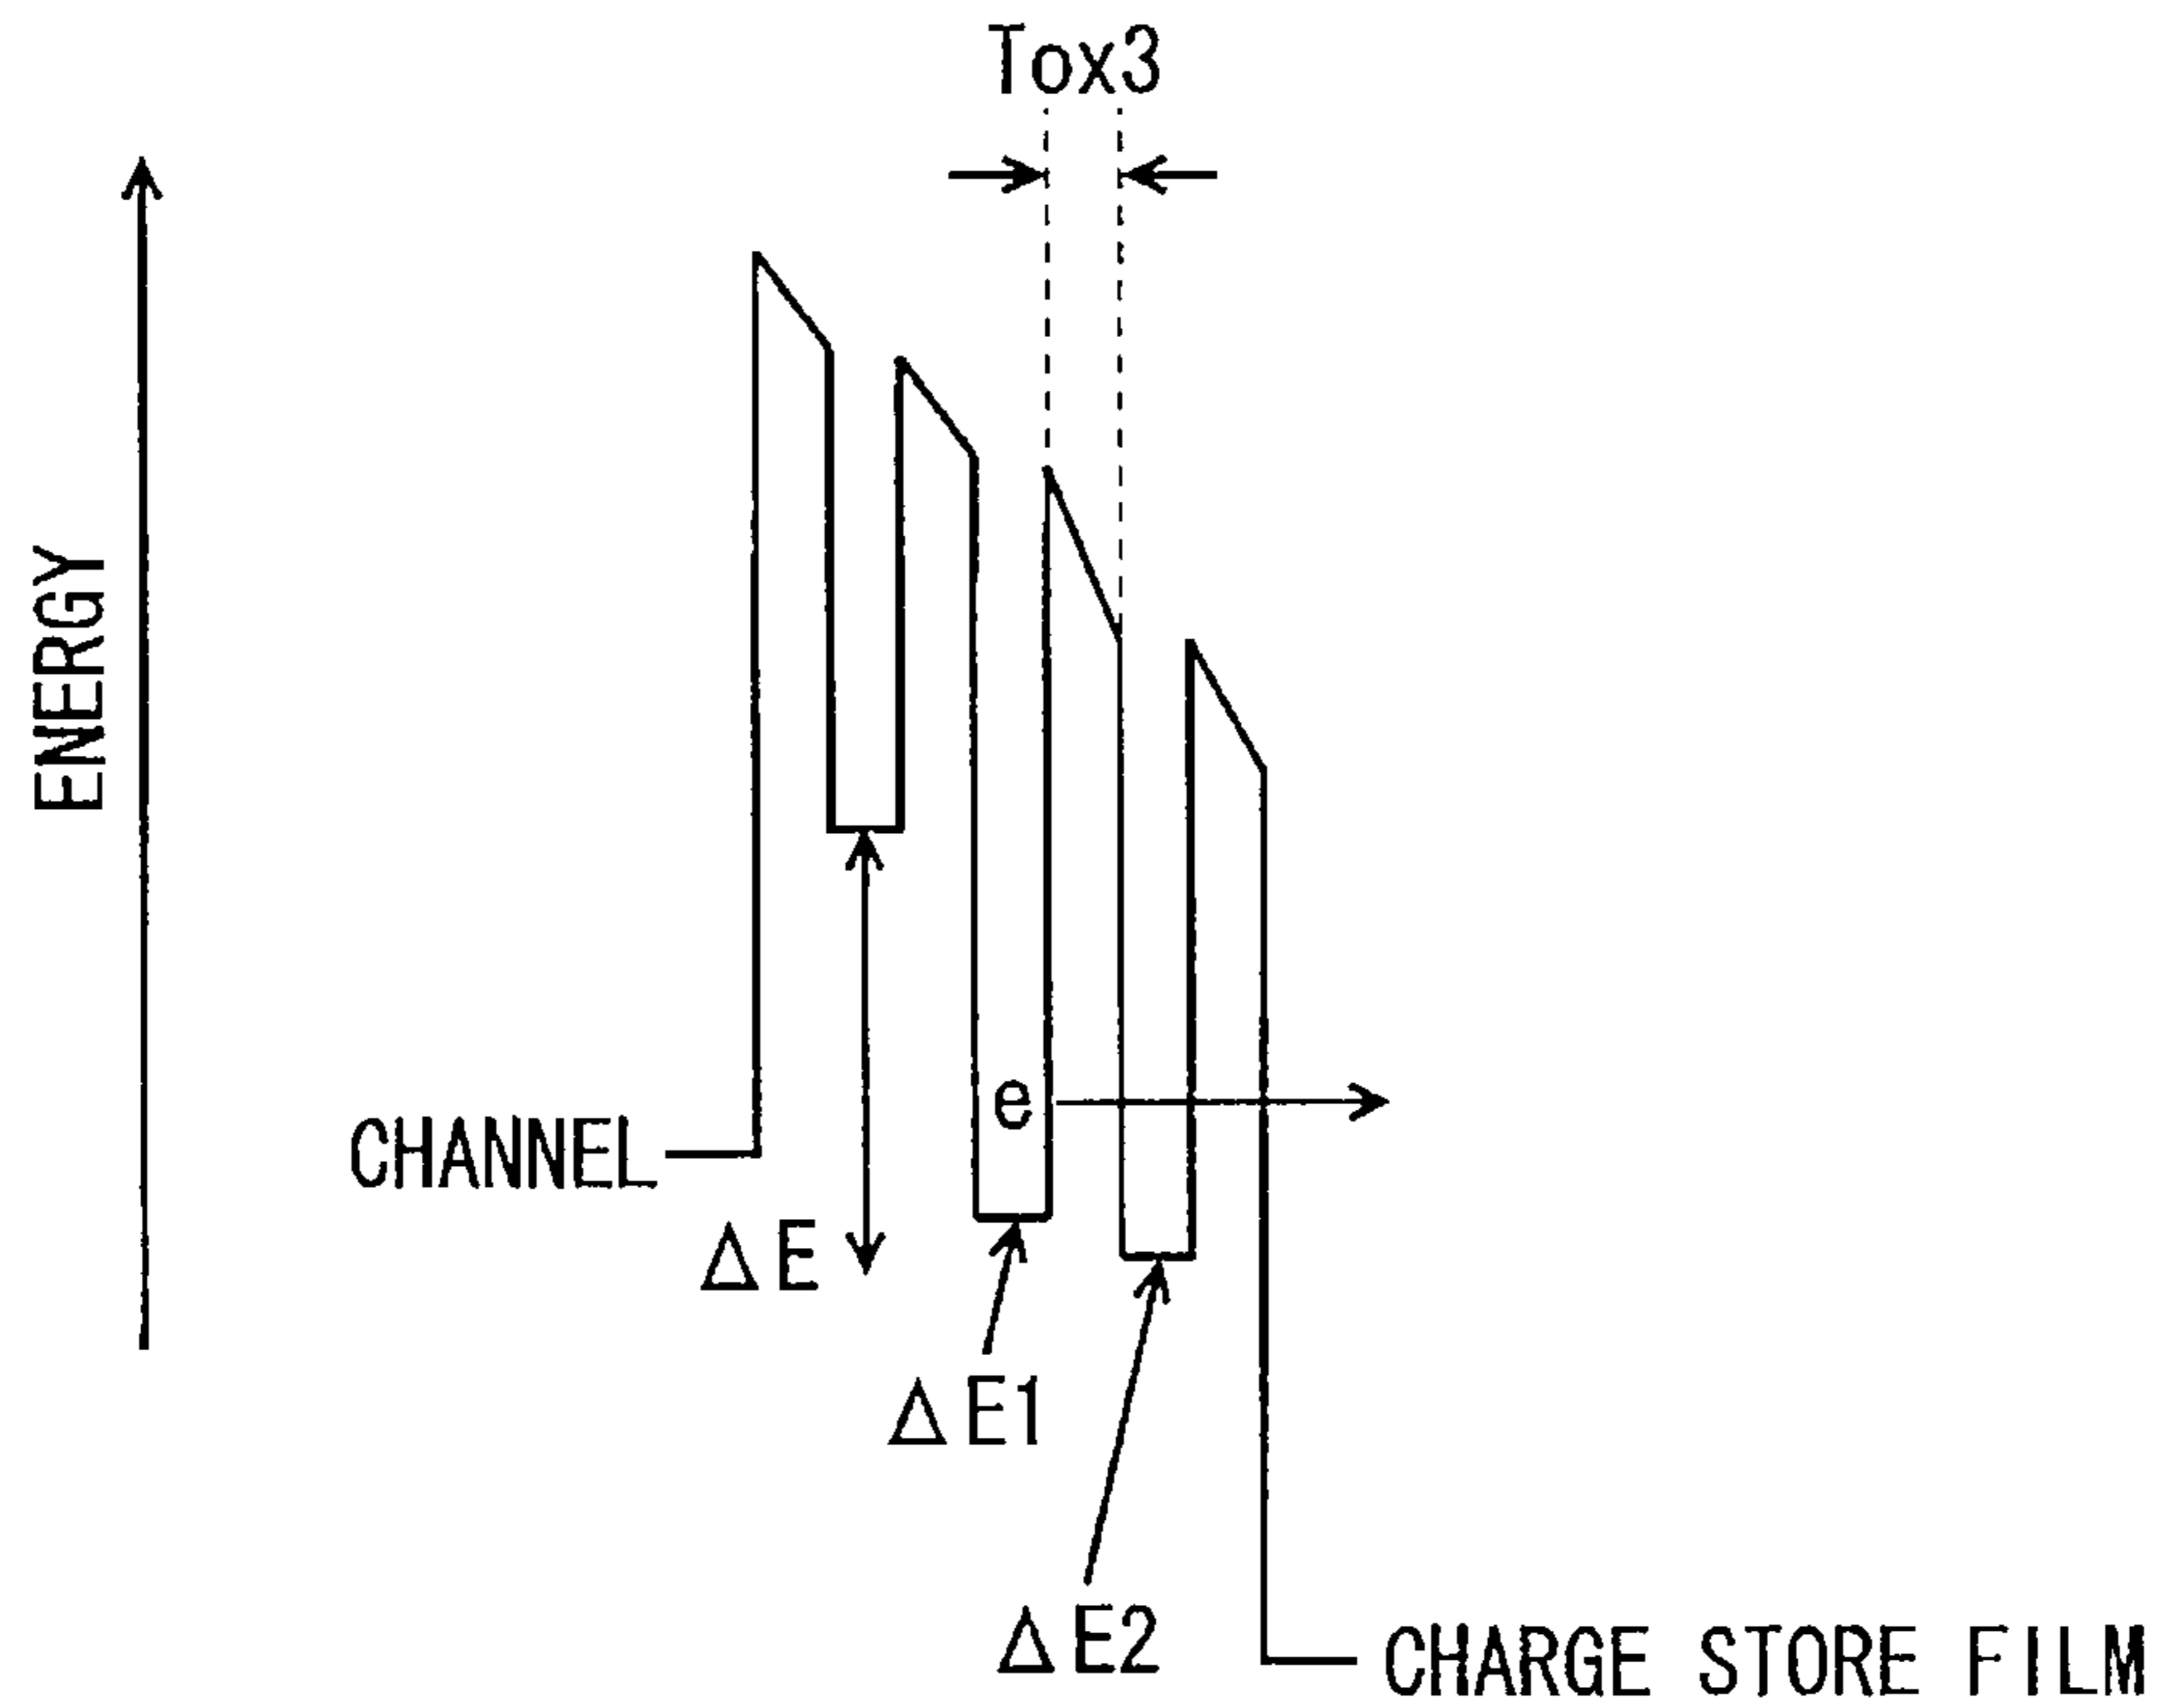 Tox3
ENERGY
e
CHANNEL
ΔE
ΔE1
ΔE2
CHARGE STORE FILM